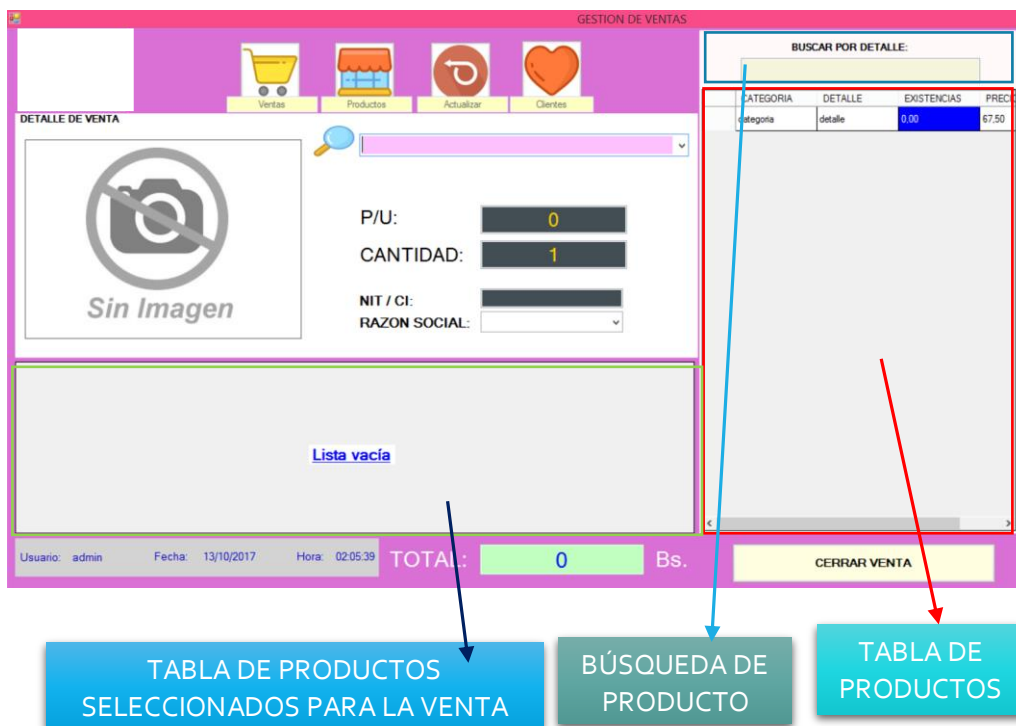 GESTION DE VENTAS
Ventas
Productos
Actualizar
Clientes
BUSCAR POR DETALLE:
CATEGORIA DETALLE EXISTENCIAS PRECIO
categoria detalle 0.00 67,50
DETALLE DE VENTA
Sin Imagen
P/U: 0
CANTIDAD: 1
NIT / CI:
RAZON SOCIAL:
Lista vacía
Usuario: admin Fecha: 13/10/2017 Hora: 02:05:39 TOTAL: 0 Bs.
CERRAR VENTA
TABLA DE PRODUCTOS
SELECCIONADOS PARA LA VENTA
BÚSQUEDA DE
PRODUCTO
TABLA DE
PRODUCTOS